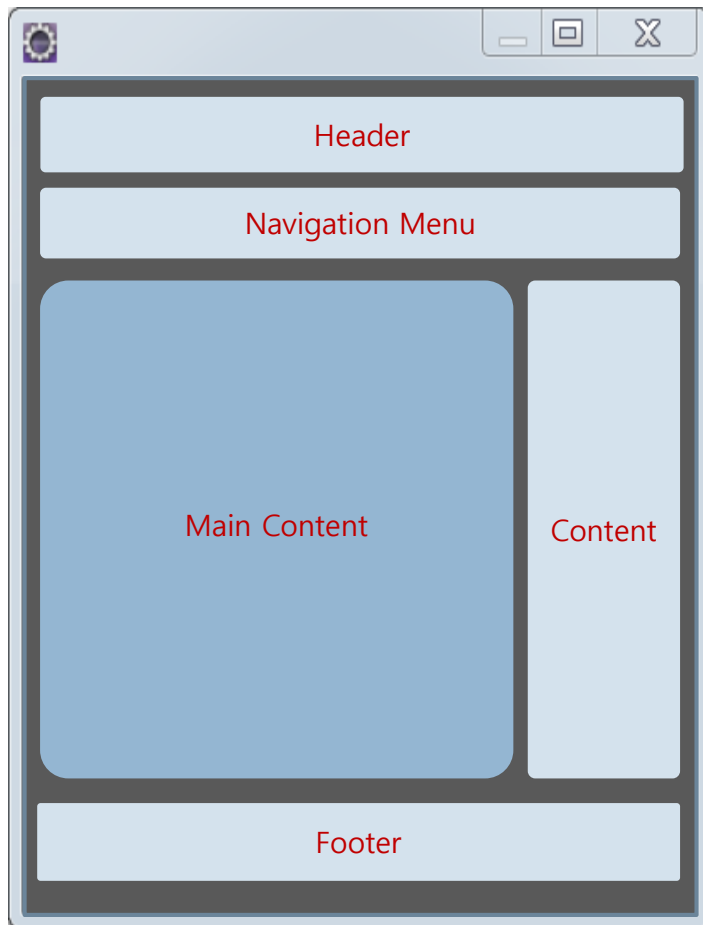 Header
Navigation Menu
Main Content
Content
Footer